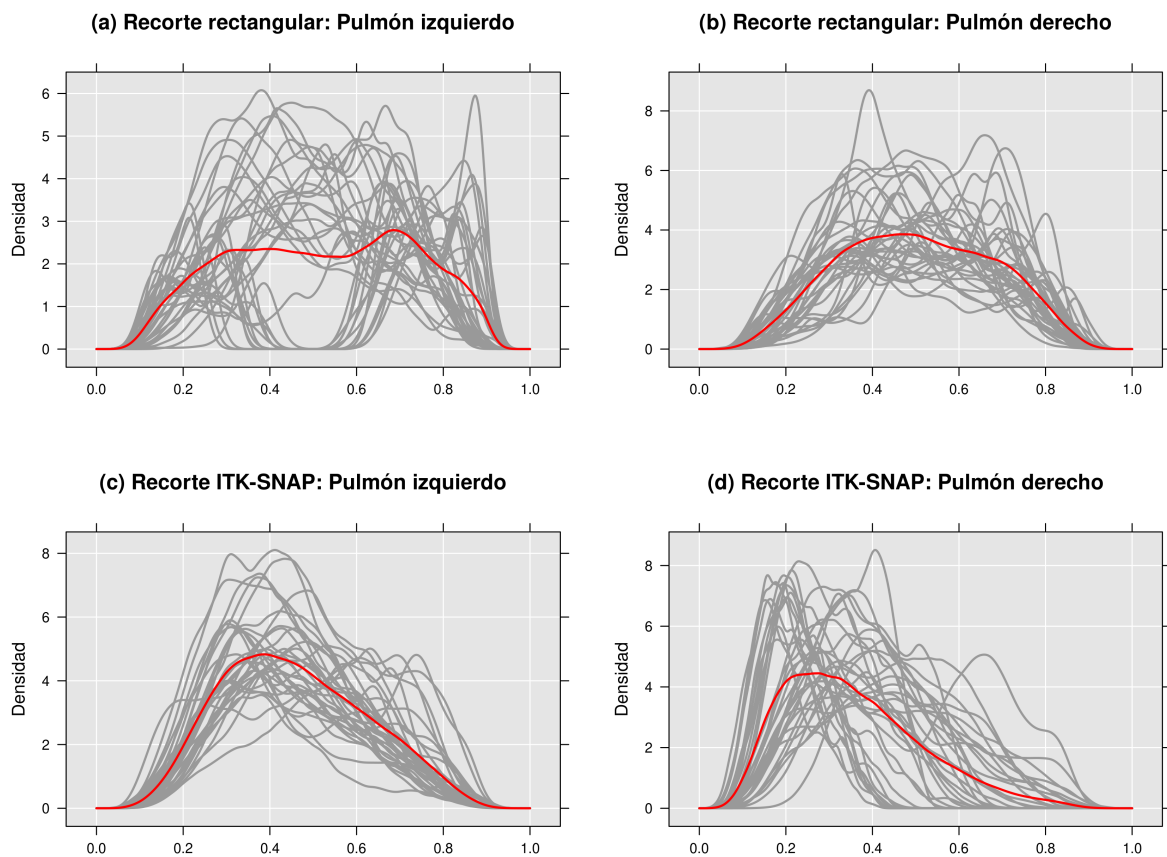 (a) Recorte rectangular: Pulmón izquierdo
Densidad
6
5
4
3
2
1
0
0.0 0.2 0.4 0.6 0.8 1.0
(b) Recorte rectangular: Pulmón derecho
Densidad
8
6
4
2
0
0.0 0.2 0.4 0.6 0.8 1.0
(c) Recorte ITK-SNAP: Pulmón izquierdo
Densidad
8
6
4
2
0
0.0 0.2 0.4 0.6 0.8 1.0
(d) Recorte ITK-SNAP: Pulmón derecho
Densidad
8
6
4
2
0
0.0 0.2 0.4 0.6 0.8 1.0